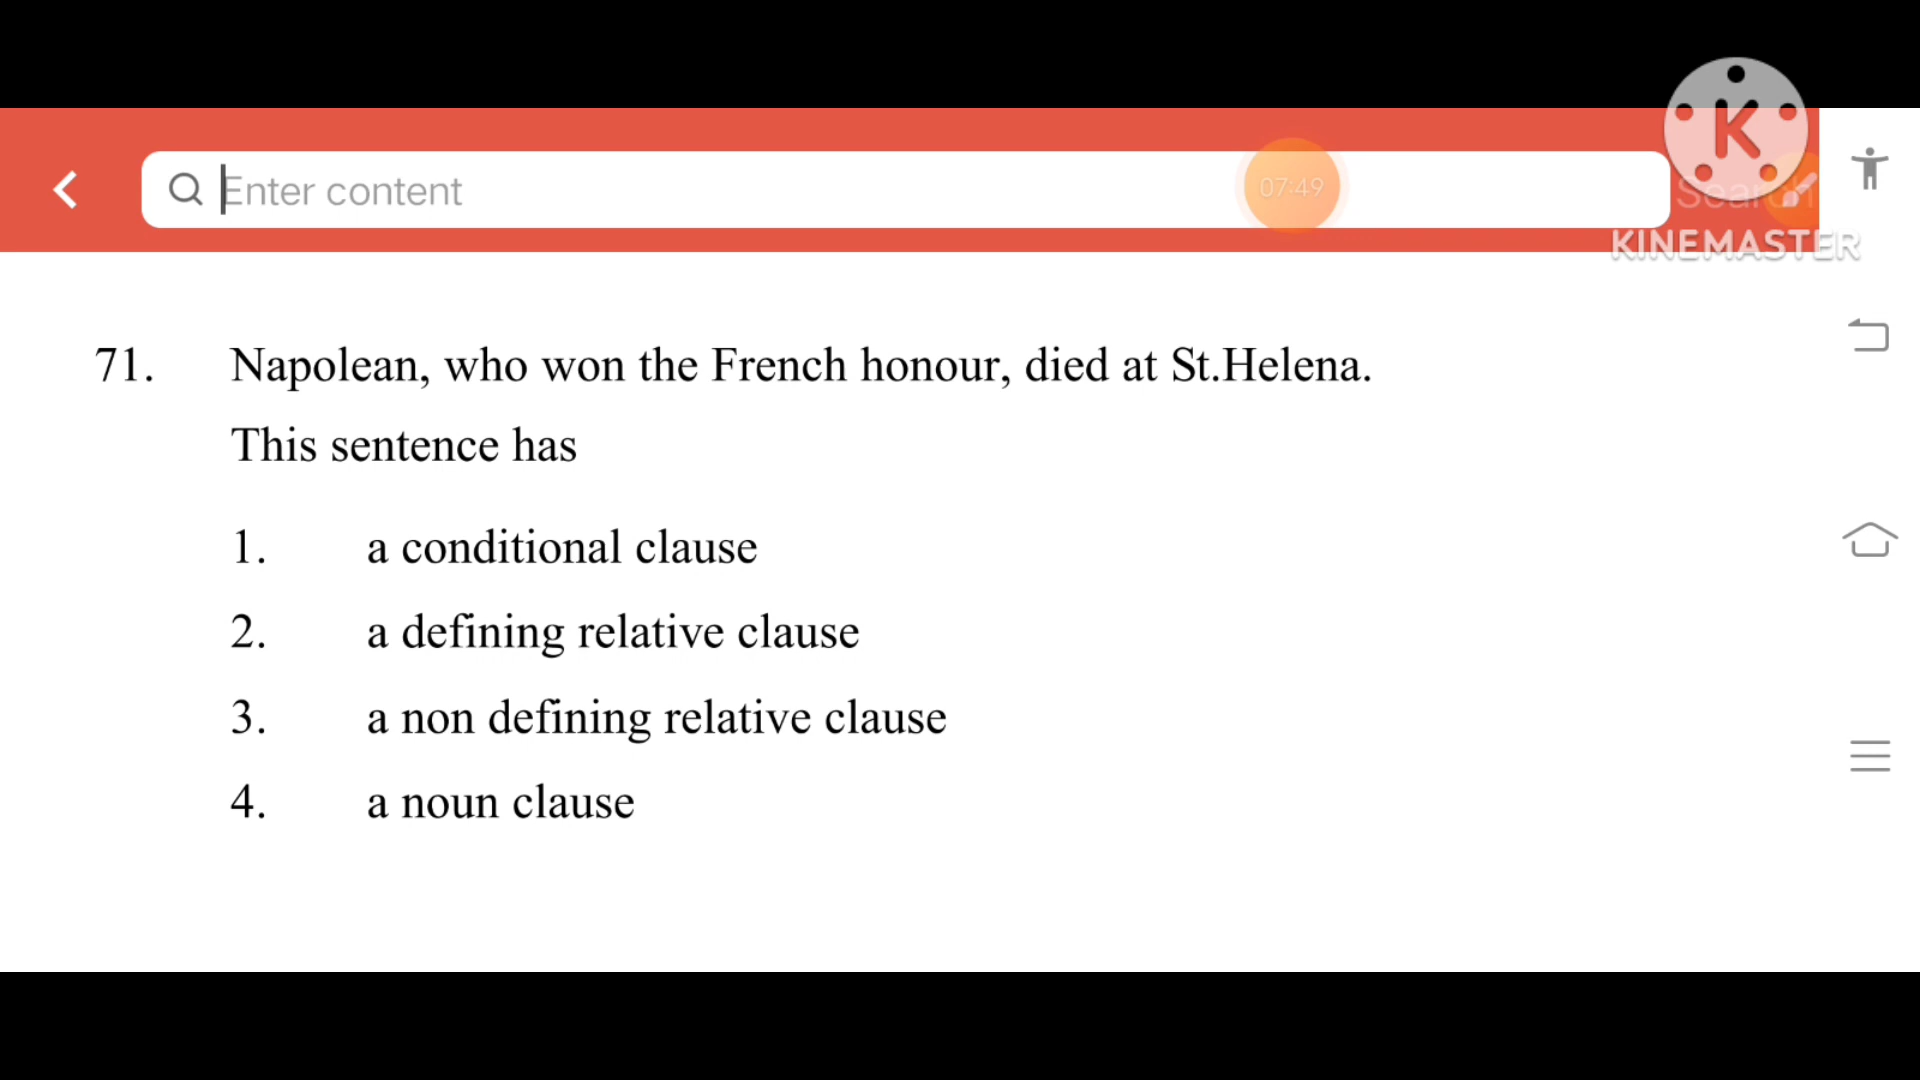 Enter content
07:49
Search
K
KINEMASTER
71. Napolean, who won the French honour, died at St.Helena.
This sentence has
1. a conditional clause
2. a defining relative clause
3. a non defining relative clause
4. a noun clause